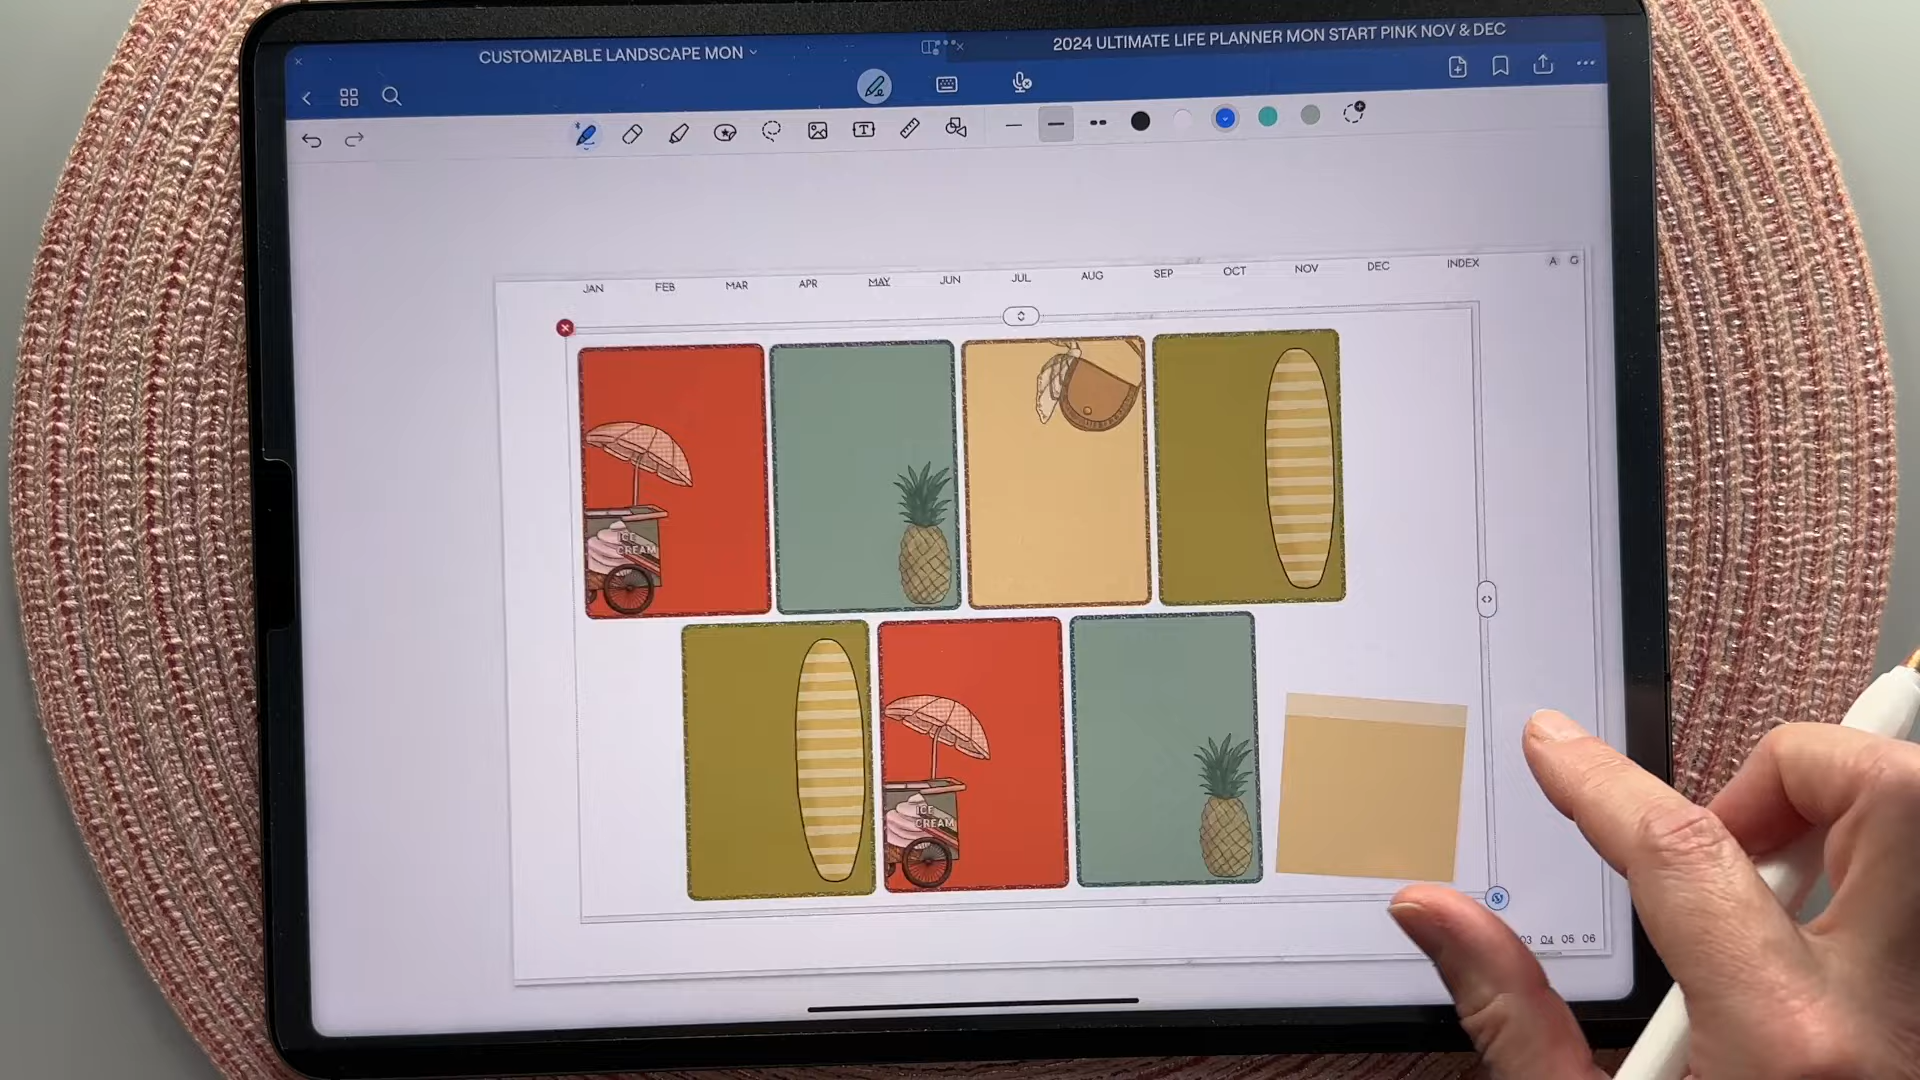 CUSTOMIZABLE LANDSCAPE MON
2024 ULTIMATE LIFE PLANNER MON START PINK NOV & DEC
JAN FEB MAR APR MAY JUN JUL AUG SEP OCT NOV DEC INDEX
A G
ICE
CREAM
ICE
CREAM
03 04 05 06